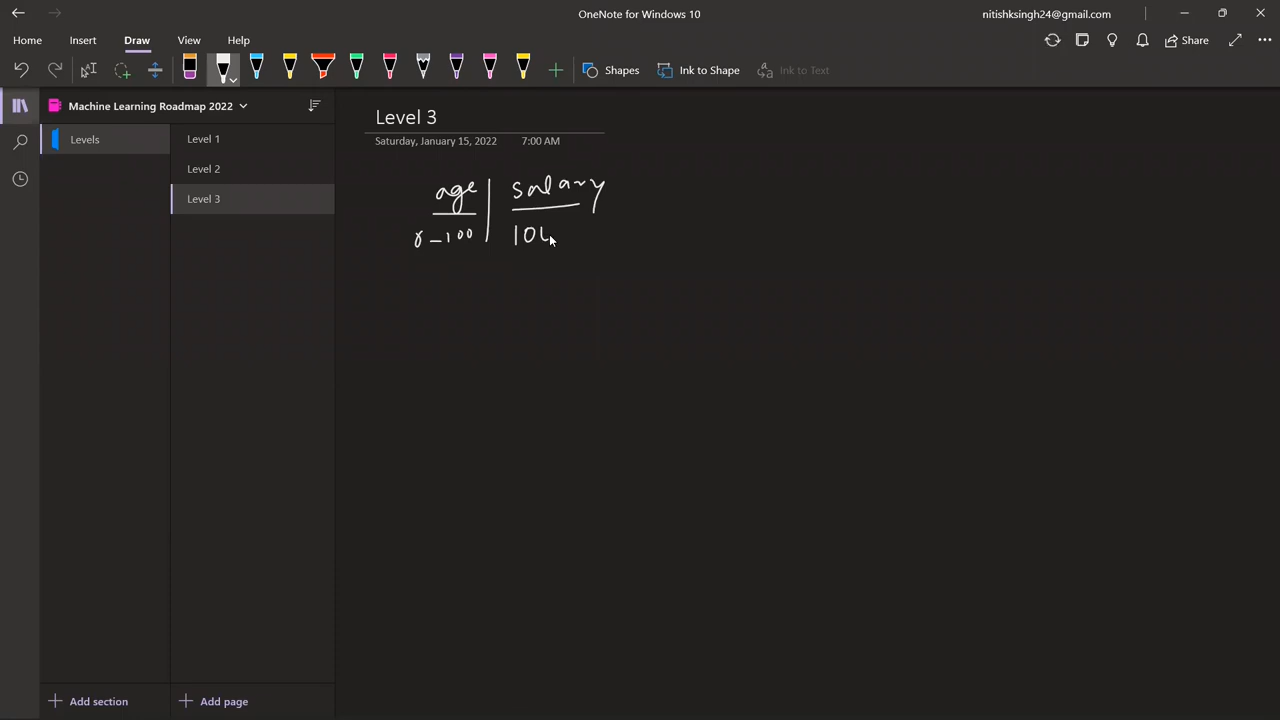 OneNote for Windows 10
nitishksingh24@gmail.com
Home Insert Draw View Help
Shapes Ink to Shape Ink to Text Share
Machine Learning Roadmap 2022
Levels
Level 1
Level 2
Level 3
Level 3
Saturday, January 15, 2022 7:00 AM
age salary
Add section Add page